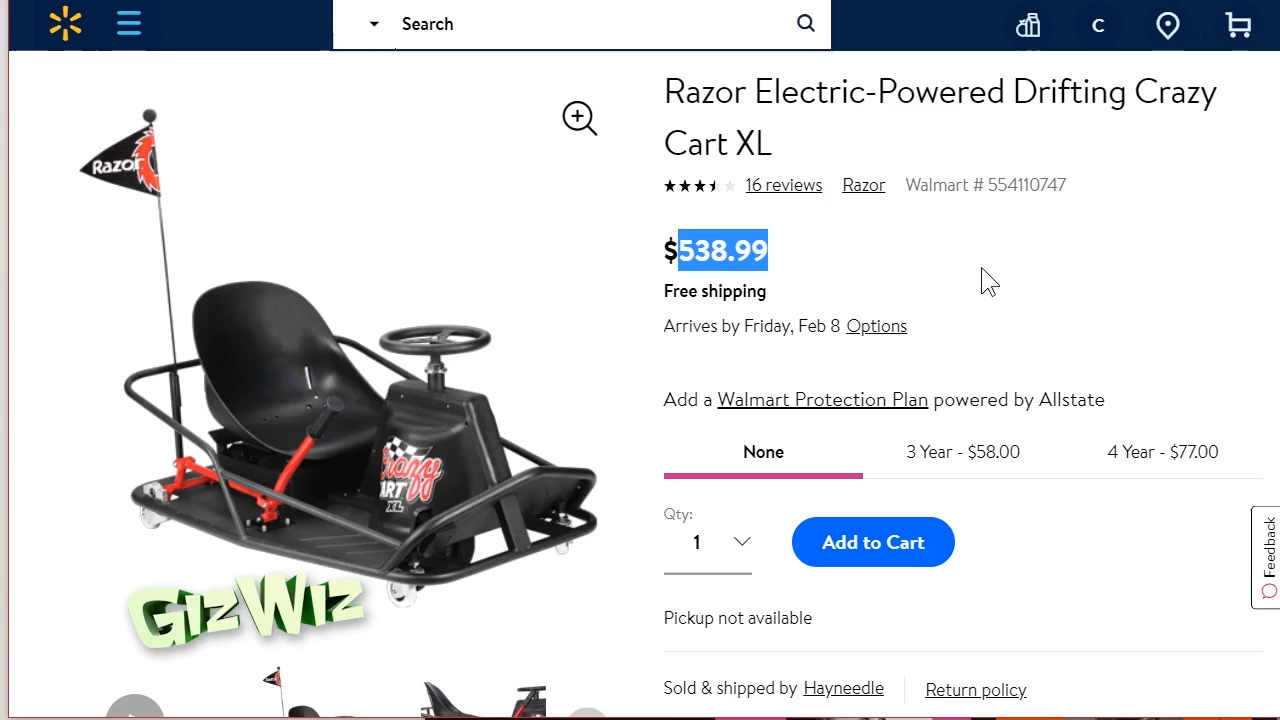 Search
C
Razor Electric-Powered Drifting Crazy
Cart XL
16 reviews Razor Walmart # 554110747
$538.99
Free shipping
Arrives by Friday, Feb 8 Options
Add a Walmart Protection Plan powered by Allstate
None 3 Year - $58.00 4 Year - $77.00
Qty:
1 Add to Cart
Pickup not available
Sold & shipped by Hayneedle Return policy
Feedback
Razor
Crazy
CART
XL
GizWiz